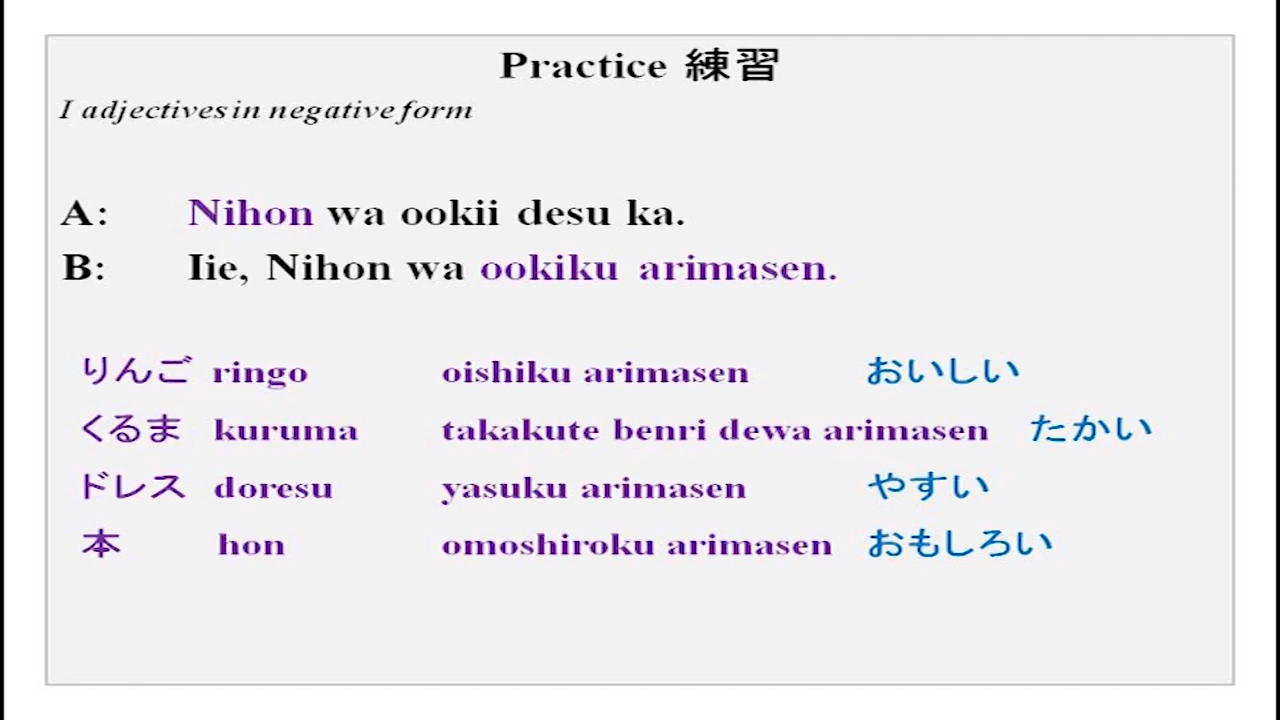 Practice 練習
I adjectives in negative form
A: Nihon wa ookii desu ka.
B: Iie, Nihon wa ookiku arimasen.
りんご ringo oishiku arimasen おいしい
くるま kuruma takakute benri dewa arimasen たかい
ドレス doresu yasuku arimasen やすい
本 hon omoshiroku arimasen おもしろい